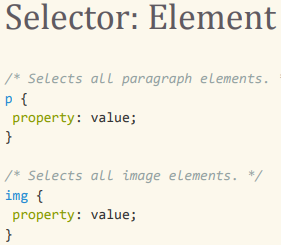 Selector: Element
/* Selects all paragraph elements.
p {
 property: value;
}
/* Selects all image elements. */
img {
 property: value;
}